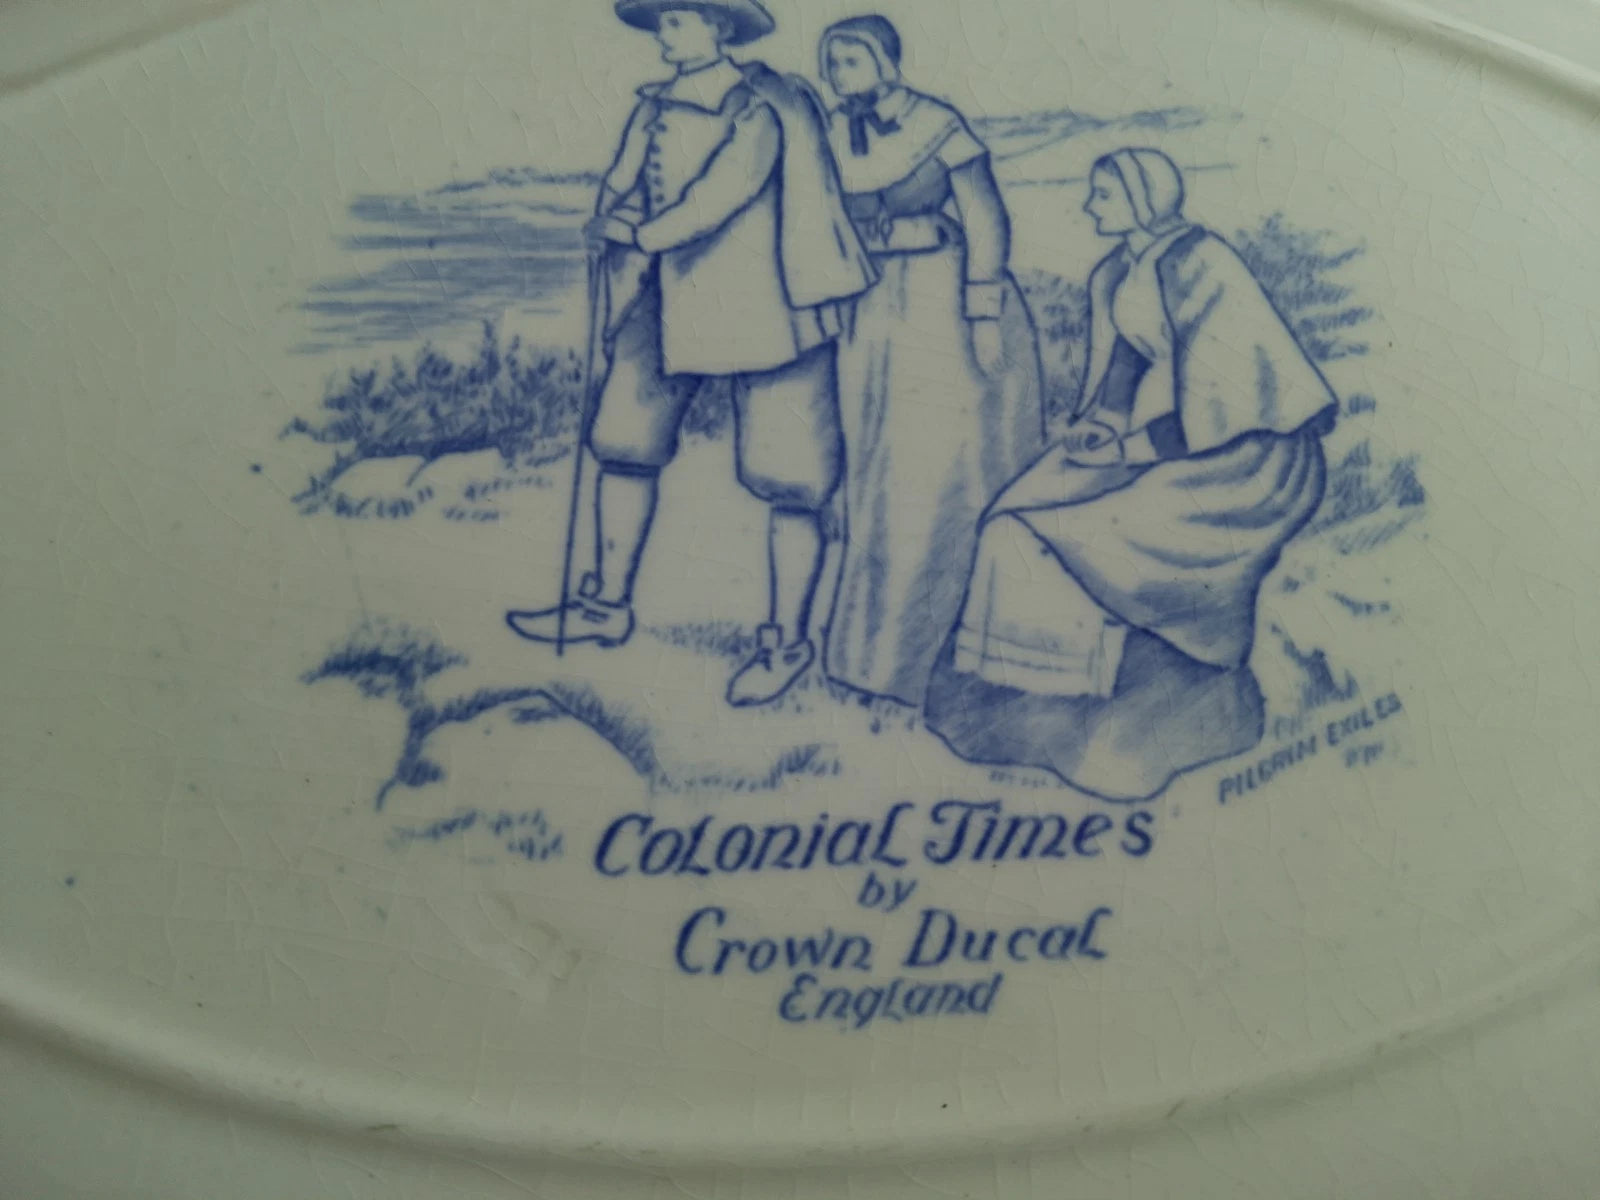 PILGRIM EXILES
Colonial Times
by
Crown Ducal
England